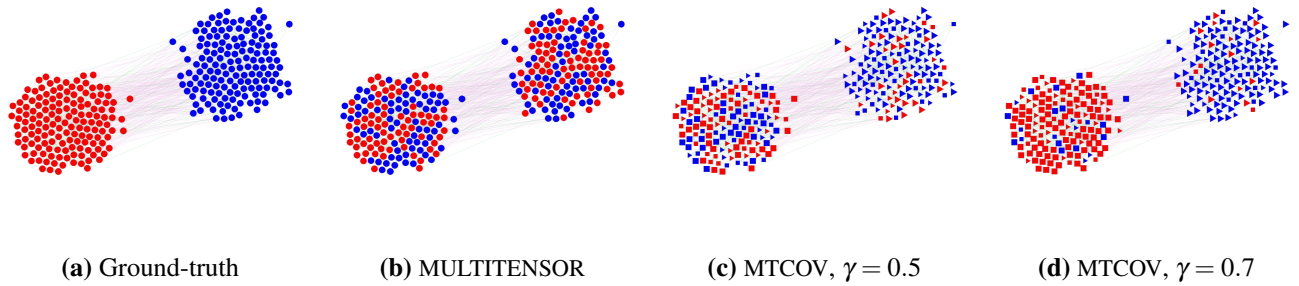 (a) Ground-truth
(b) MULTITENSOR
(c) MTCOV, γ = 0.5
(d) MTCOV, γ = 0.7